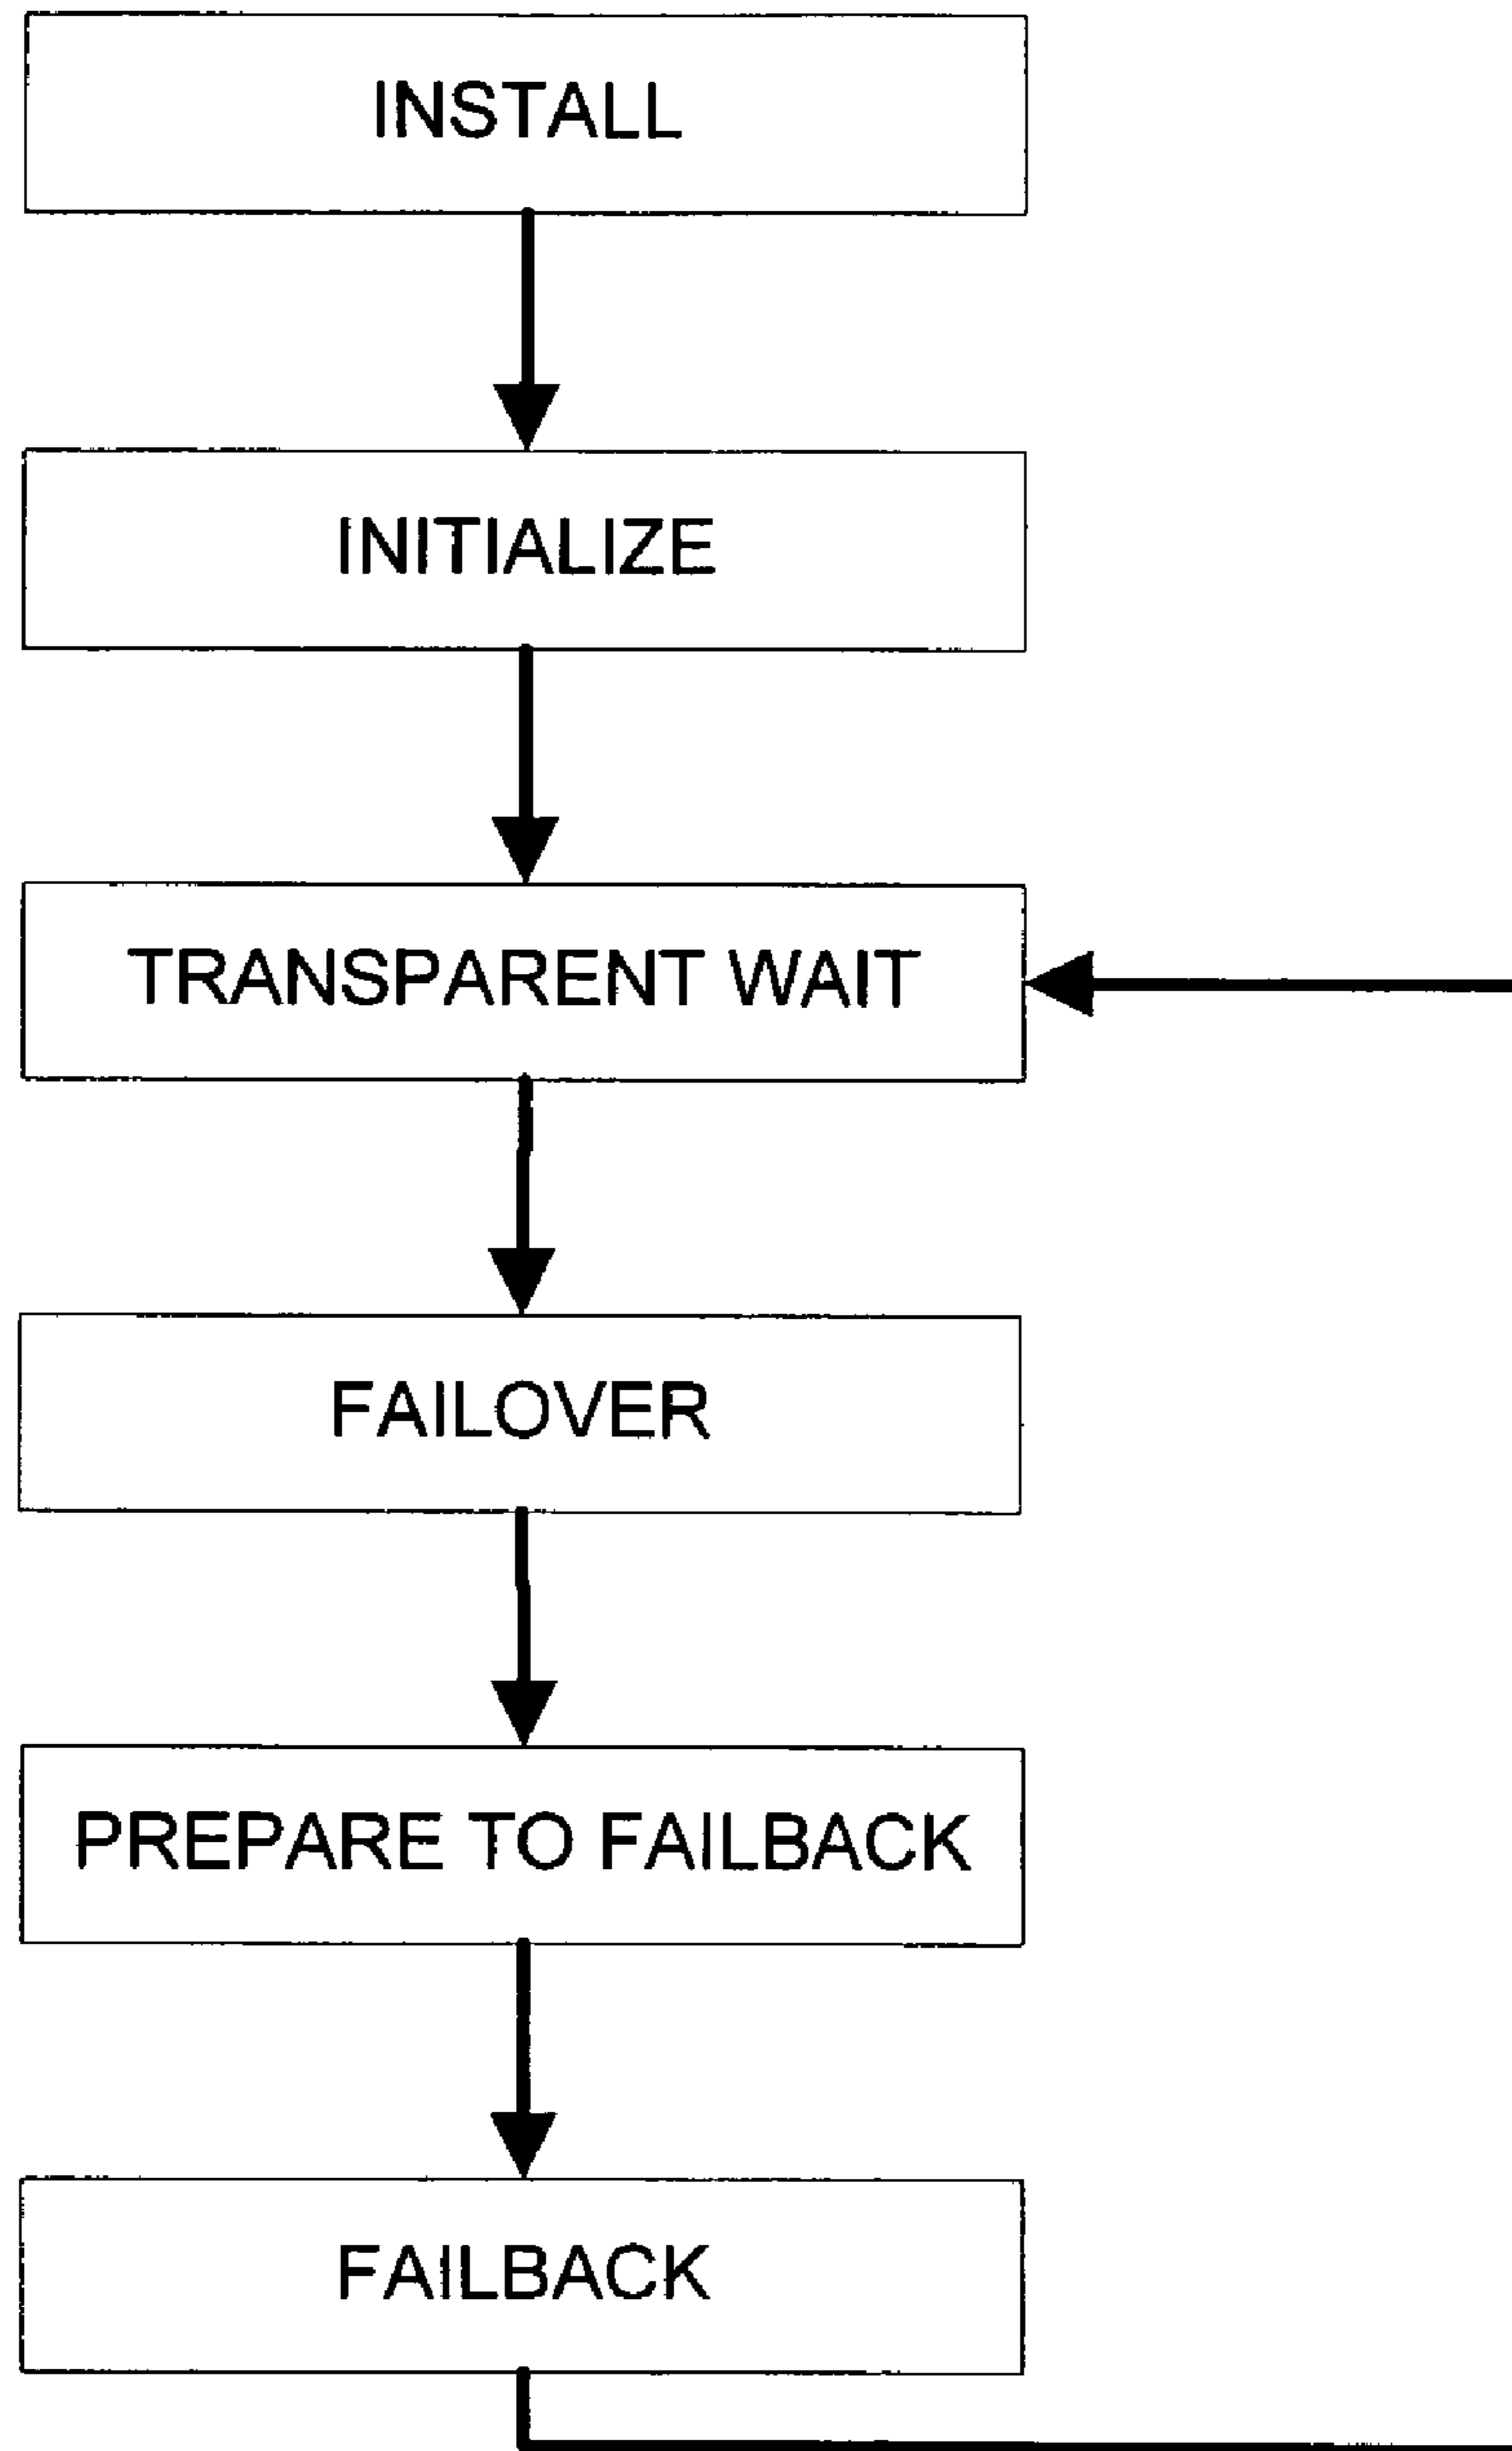 INSTALL
INITIALIZE
TRANSPARENT WAIT
FAILOVER
PREPARE TO FAILBACK
FAILBACK